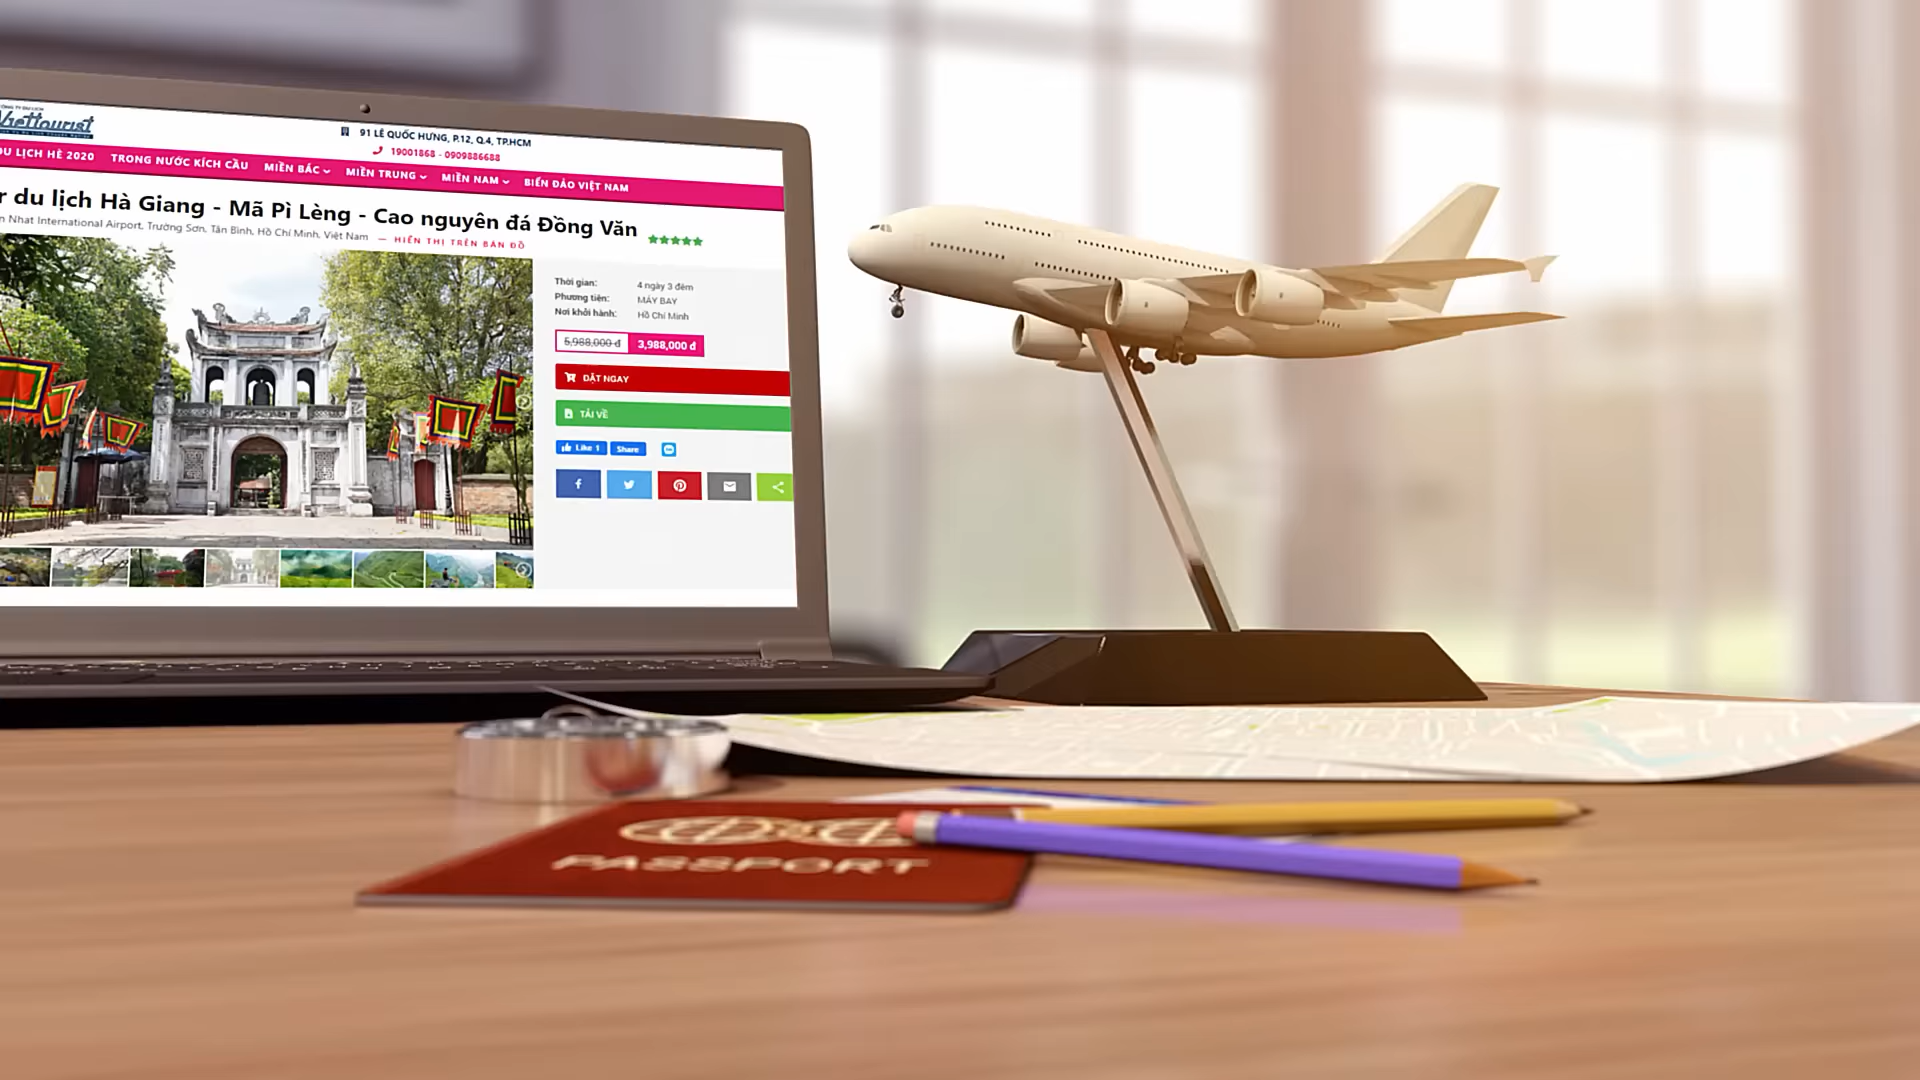 CÔNG TY DU LỊCH
Viettourist
91 LÊ QUỐC HƯNG, P.12, Q.4, TP.HCM
19001868 - 0909886688
DU LỊCH HÈ 2020 TRONG NƯỚC KÍCH CẦU MIỀN BẮC MIỀN TRUNG MIỀN NAM BIỂN ĐẢO VIỆT NAM
r du lịch Hà Giang - Mã Pì Lèng - Cao nguyên đá Đồng Văn
n Nhat International Airport, Trường Sơn, Tân Bình, Hồ Chí Minh, Việt Nam — HIỂN THỊ TRÊN BẢN ĐỒ
Thời gian: 4 ngày 3 đêm
Phương tiện: MÁY BAY
Nơi khởi hành: Hồ Chí Minh
5,988,000 đ 3,988,000 đ
ĐẶT NGAY
TẢI VỀ
Like 1 Share
PASSPORT